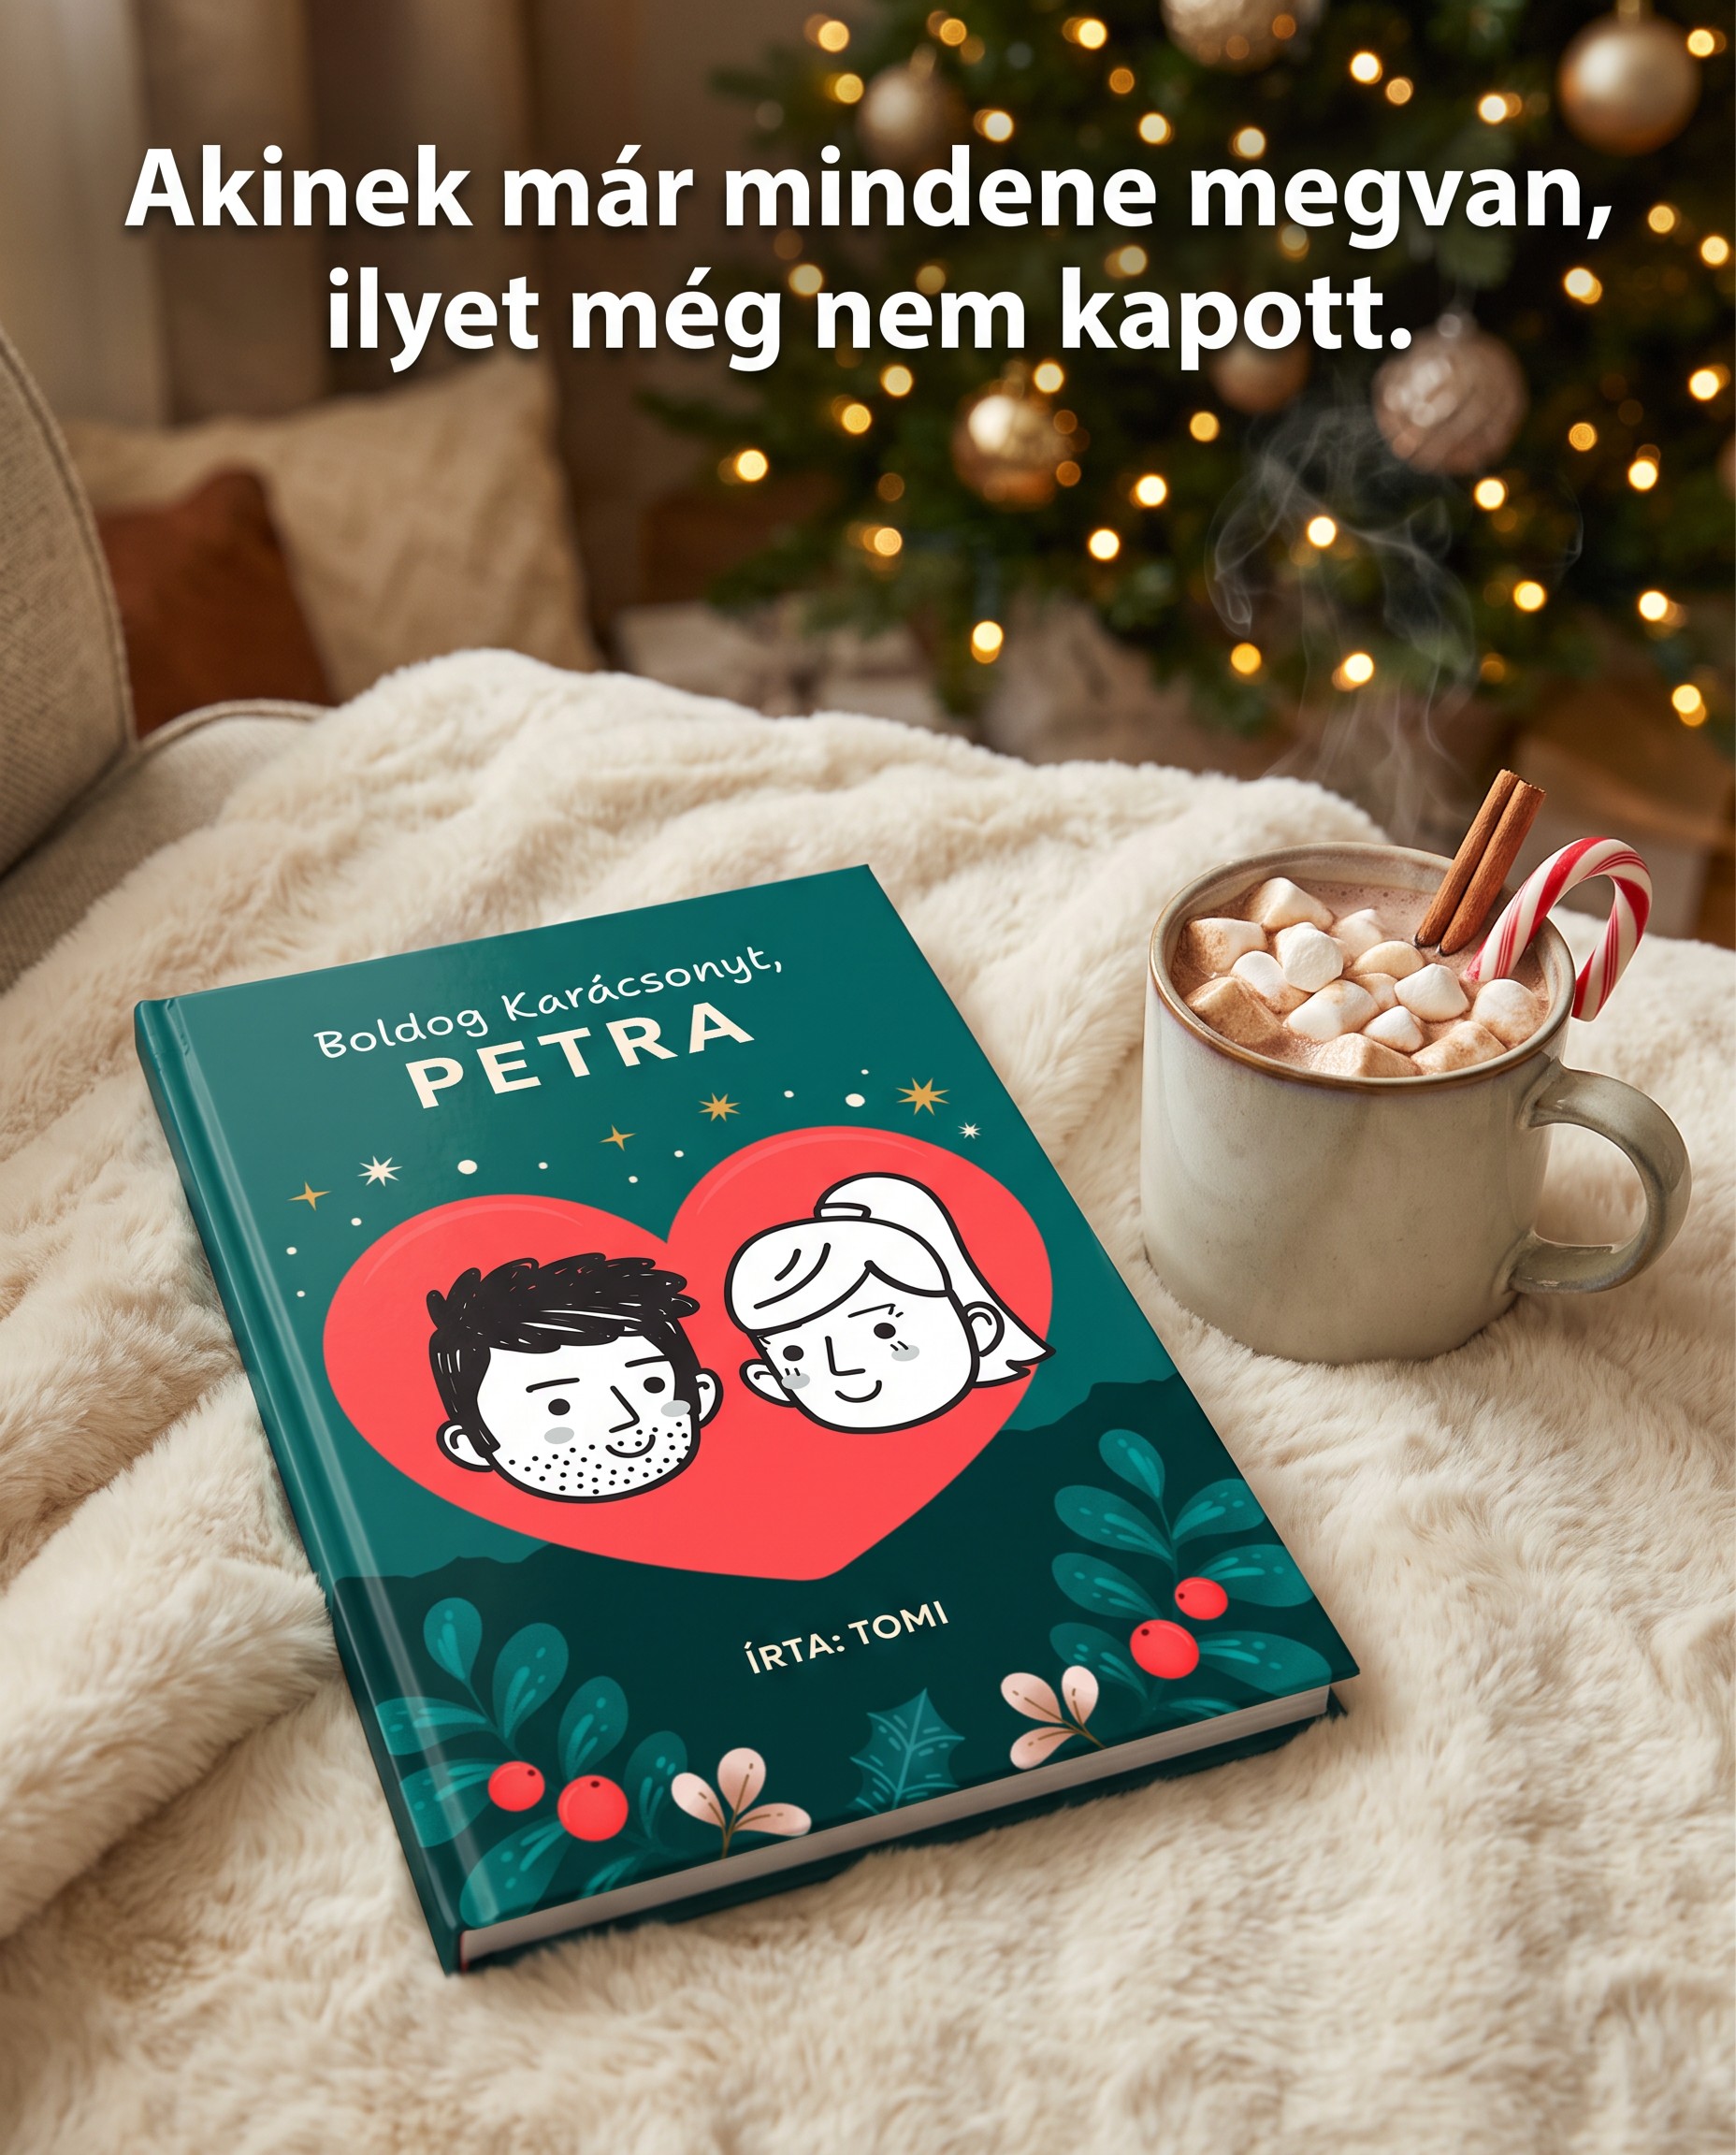 Akinek már mindene megvan,
ilyet még nem kapott.
Boldog Karácsonyt,
PETRA
ÍRTA: TOMI